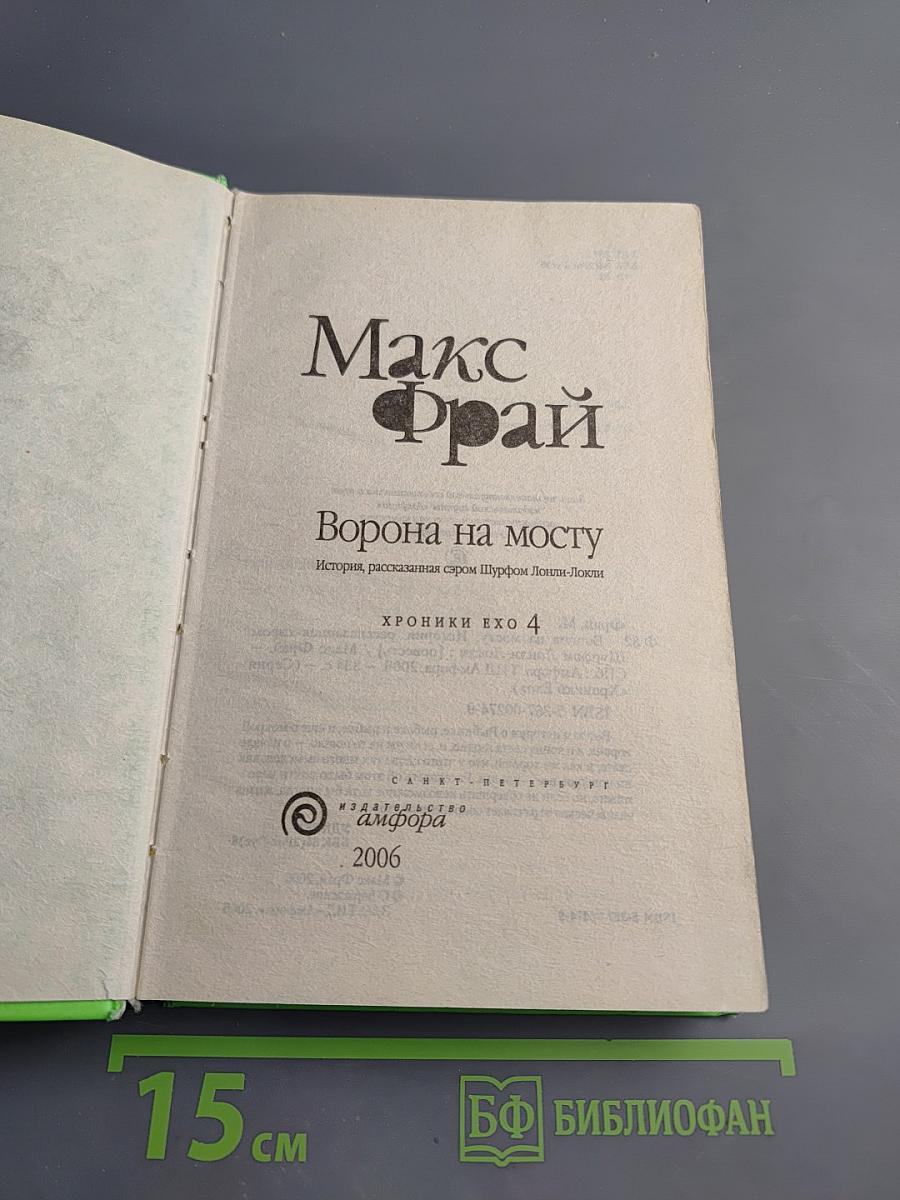 Макс
Фрай
Ворона на мосту
История, рассказанная сэром Шурфом Лонли-Локли
ХРОНИКИ ЕХО 4
САНКТ-ПЕТЕРБУРГ
ИЗДАТЕЛЬСТВО
амфора
2006
15 см
БФ БИБЛИОФАН